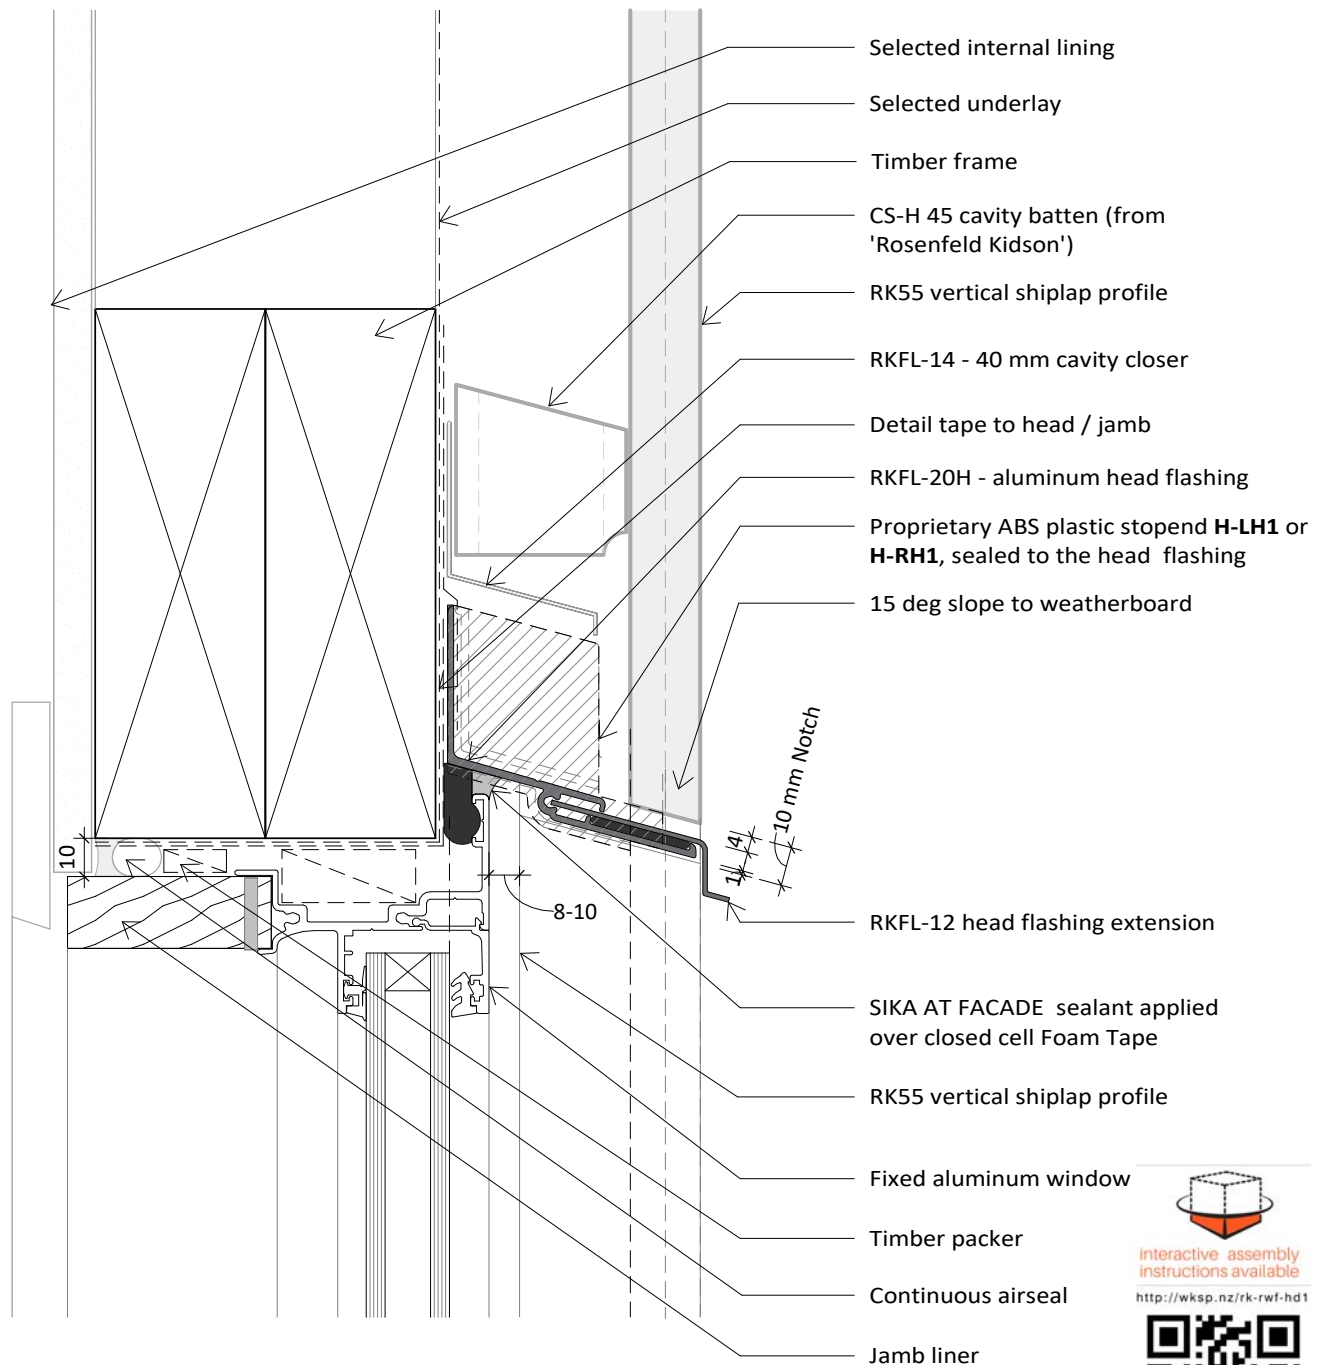 Selected internal lining
Selected underlay
Timber frame
CS-H 45 cavity batten (from
'Rosenfeld Kidson')
RK55 vertical shiplap profile
RKFL-14 - 40 mm cavity closer
Detail tape to head / jamb
RKFL-20H - aluminum head flashing
Proprietary ABS plastic stopend H-LH1 or
H-RH1, sealed to the head flashing
15 deg slope to weatherboard
10 mm Notch
4
1
10
8-10
RKFL-12 head flashing extension
SIKA AT FACADE sealant applied
over closed cell Foam Tape
RK55 vertical shiplap profile
Fixed aluminum window
Timber packer
Continuous airseal
Jamb liner
interactive assembly
instructions available
http://wksp.nz/rk-rwf-hd1